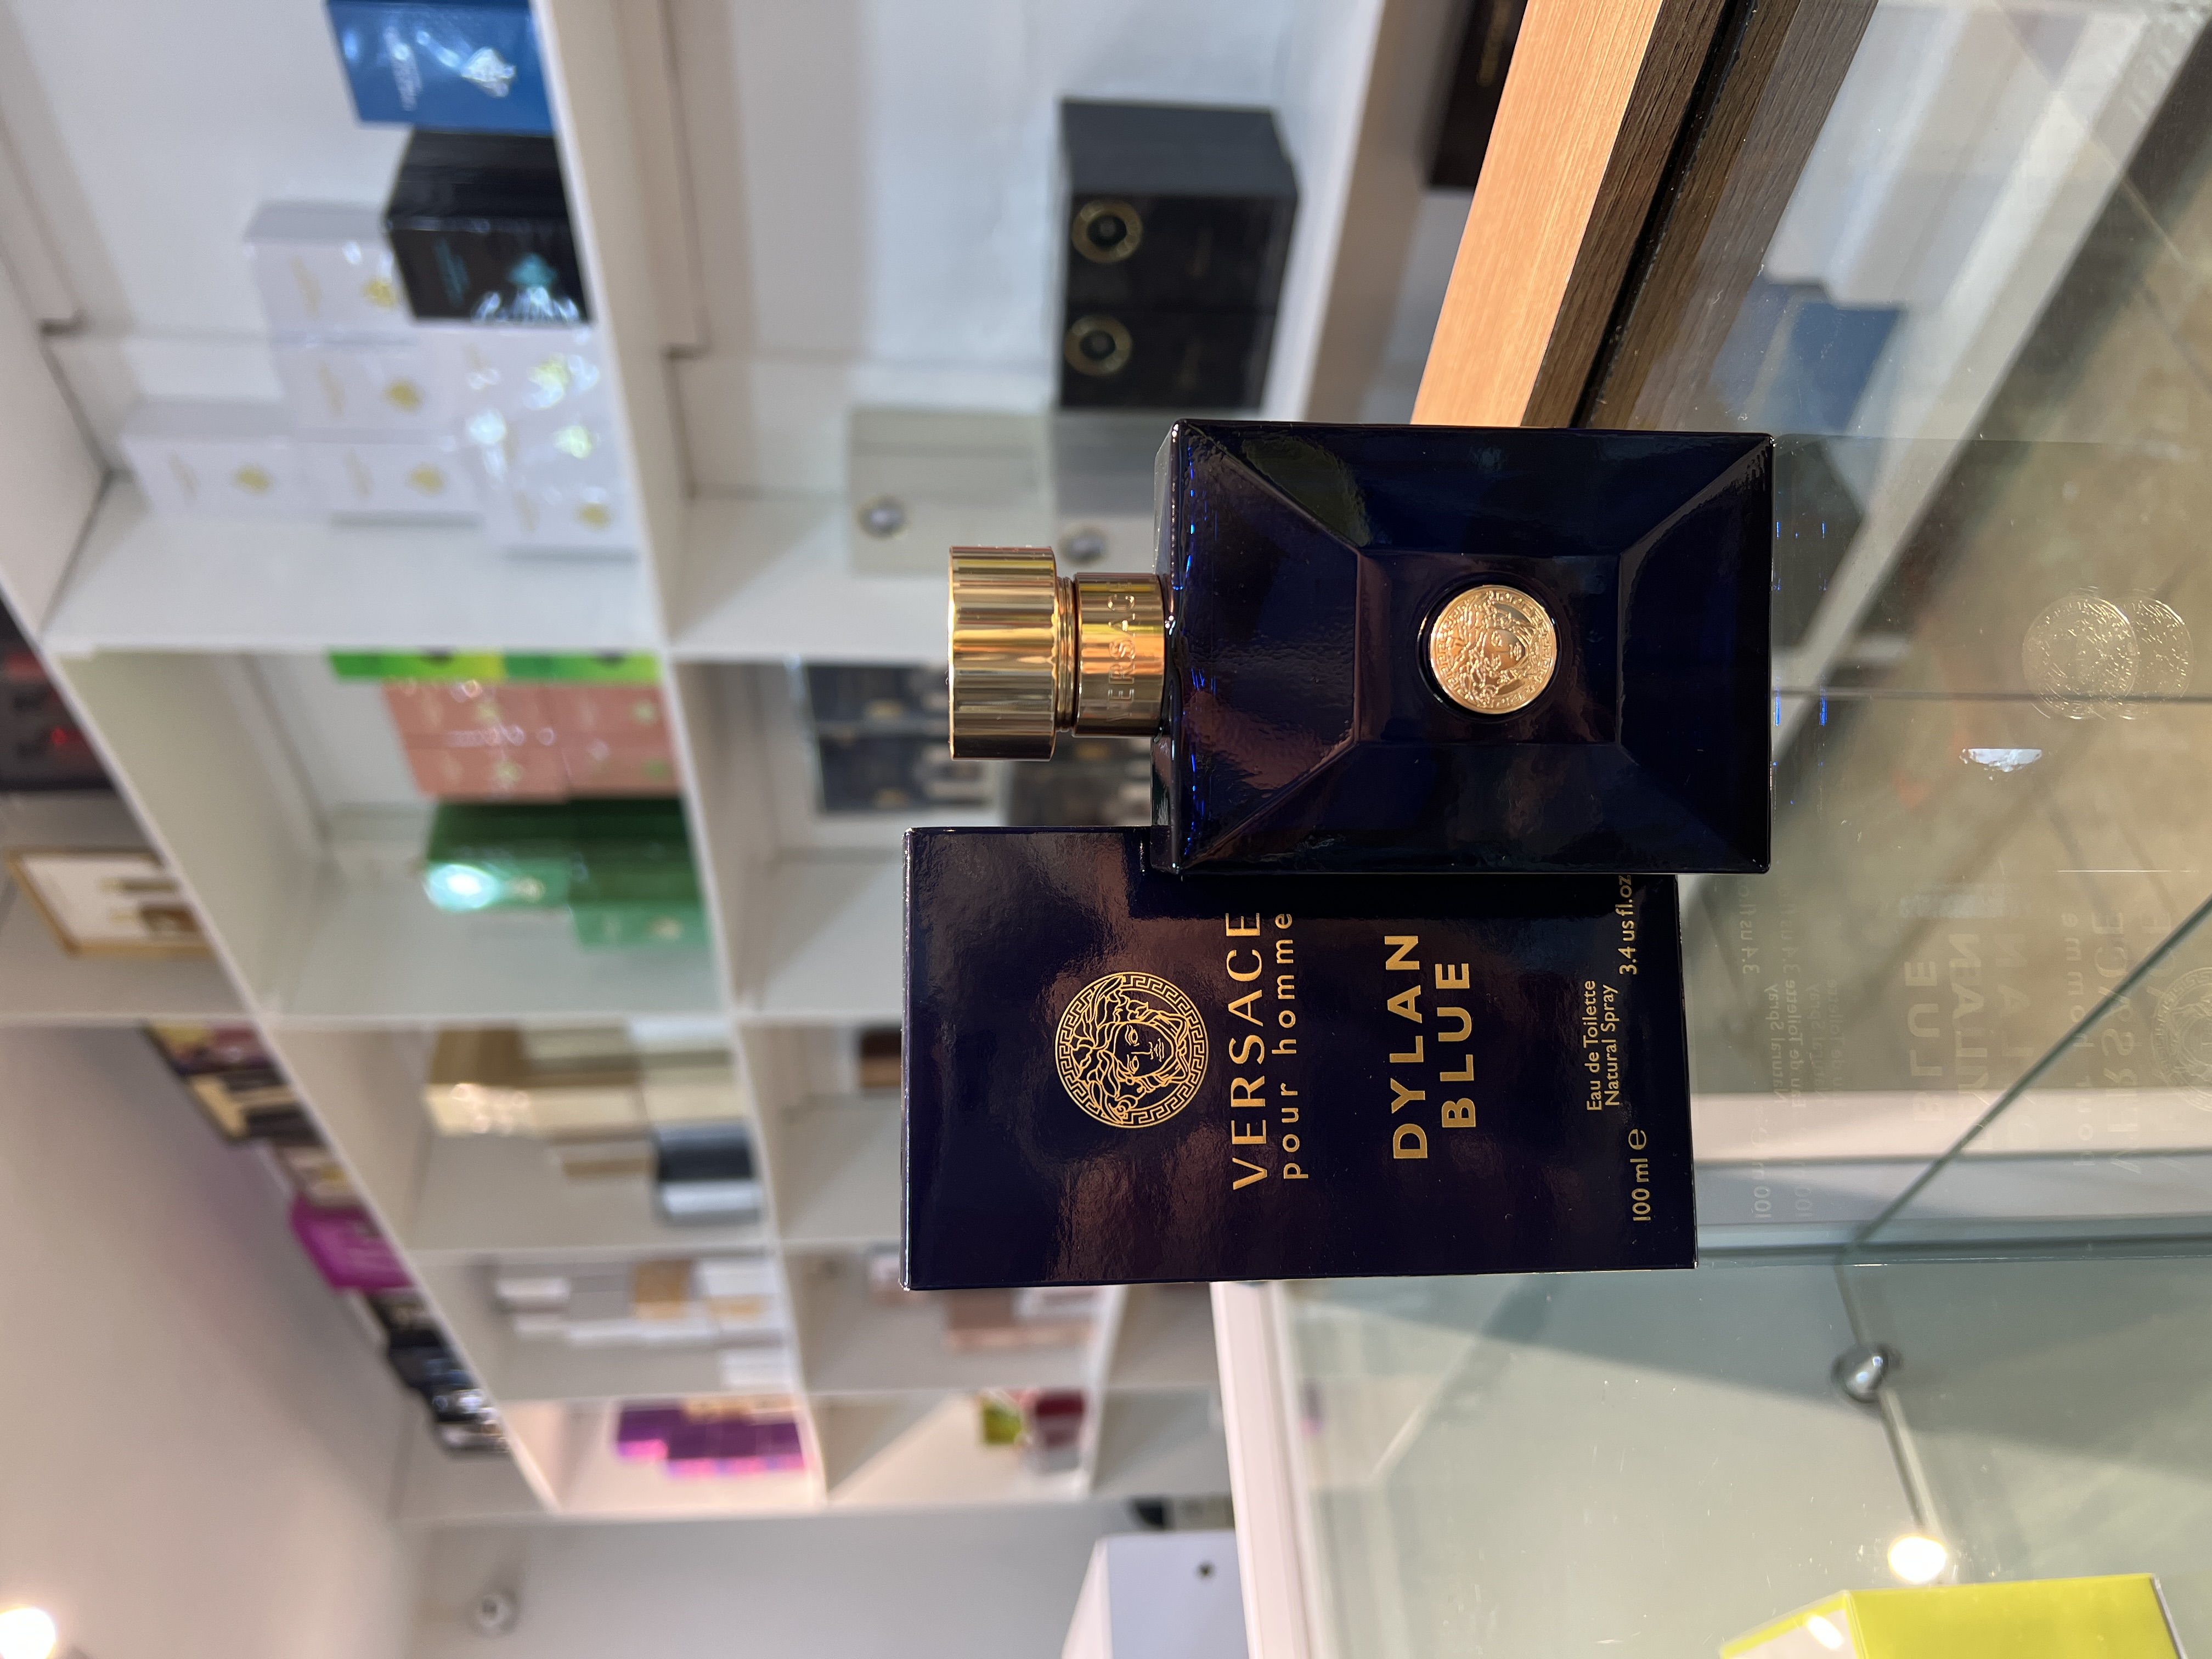 VERSACE
pour homme
DYLAN
BLUE
Eau de Toilette
Natural Spray
100 ml e 3.4 us fl.oz
VERSACE